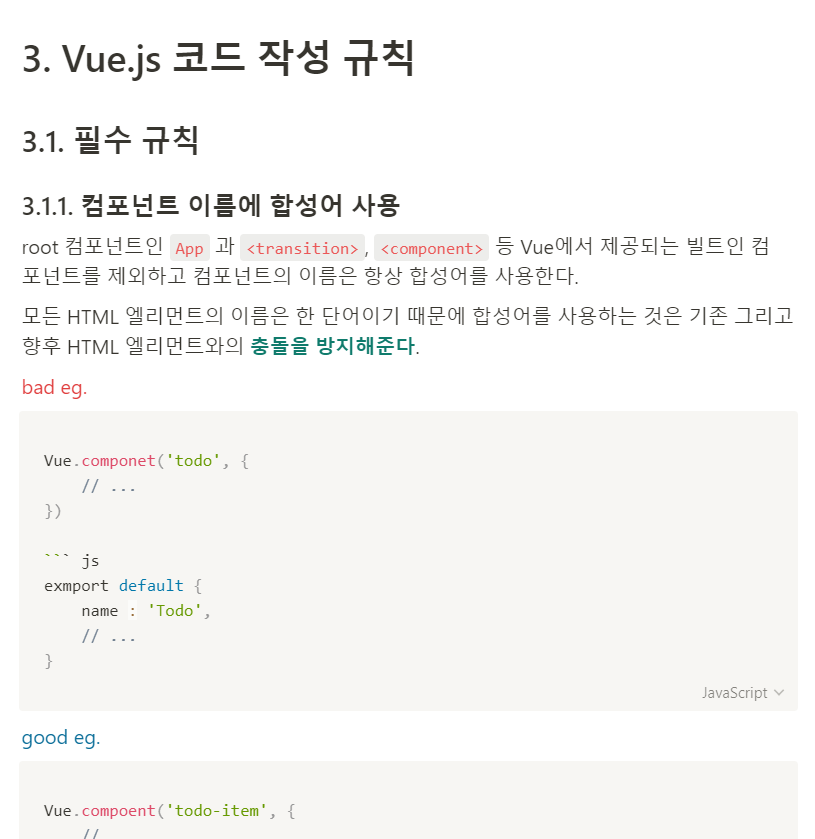 3. Vue.js 코드 작성 규칙
3.1. 필수 규칙
3.1.1. 컴포넌트 이름에 합성어 사용
root 컴포넌트인 App 과 <transition>, <component> 등 Vue에서 제공되는 빌트인 컴
포넌트를 제외하고 컴포넌트의 이름은 항상 합성어를 사용한다.
모든 HTML 엘리먼트의 이름은 한 단어이기 때문에 합성어를 사용하는 것은 기존 그리고
향후 HTML 엘리먼트와의 충돌을 방지해준다.
bad eg.
Vue.componet('todo', {
    // ...
})
``` js
exmport default {
    name : 'Todo',
    // ...
}
JavaScript
good eg.
Vue.compoent('todo-item', {
    //